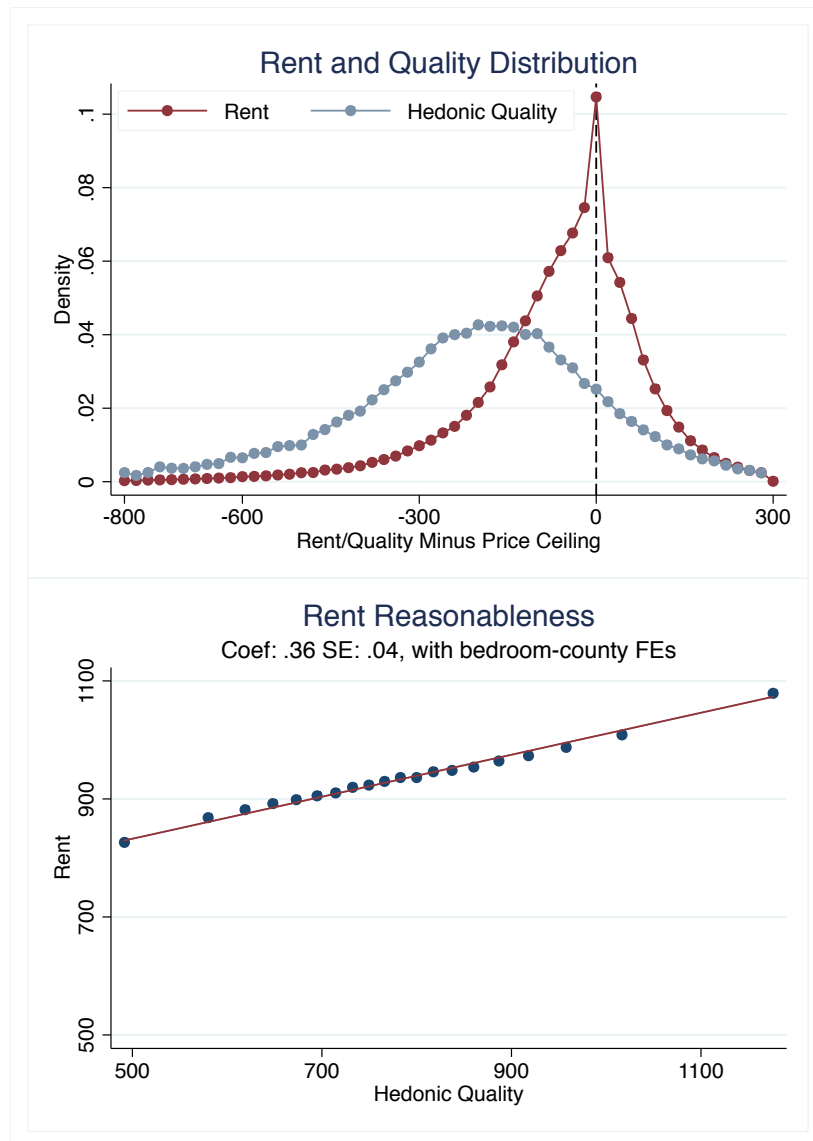 Rent and Quality Distribution
Rent
Hedonic Quality
.1
.08
.06
.04
.02
0
Density
-800
-600
-300
0
300
Rent/Quality Minus Price Ceiling
Rent Reasonableness
Coef: .36 SE: .04, with bedroom-county FEs
1100
900
700
500
Rent
500
700
900
1100
Hedonic Quality